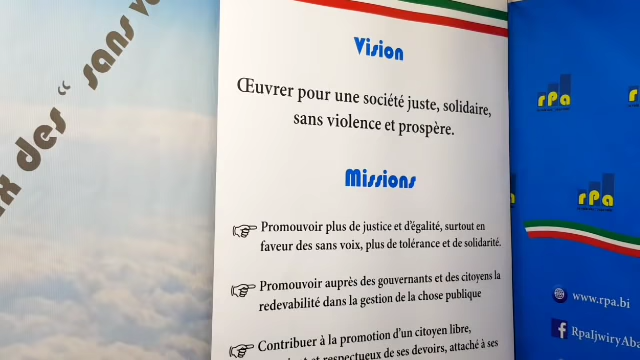 des " sans
Vision
Œuvrer pour une société juste, solidaire,
sans violence et prospère.
Missions
Promouvoir plus de justice et d'égalité, surtout en
faveur des sans voix, plus de tolérance et de solidarité.
Promouvoir auprès des gouvernants et des citoyens la
redevabilité dans la gestion de la chose publique
Contribuer à la promotion d'un citoyen libre,
et respectueux de ses devoirs, attaché à ses
rPa
rPa
www.rpa.bi
RpaIjwiryAba